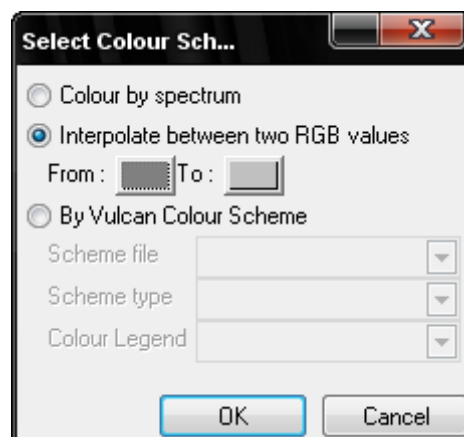 Select Colour Sch...
Colour by spectrum
Interpolate between two RGB values
From : To :
By Vulcan Colour Scheme
Scheme file
Scheme type
Colour Legend
OK Cancel